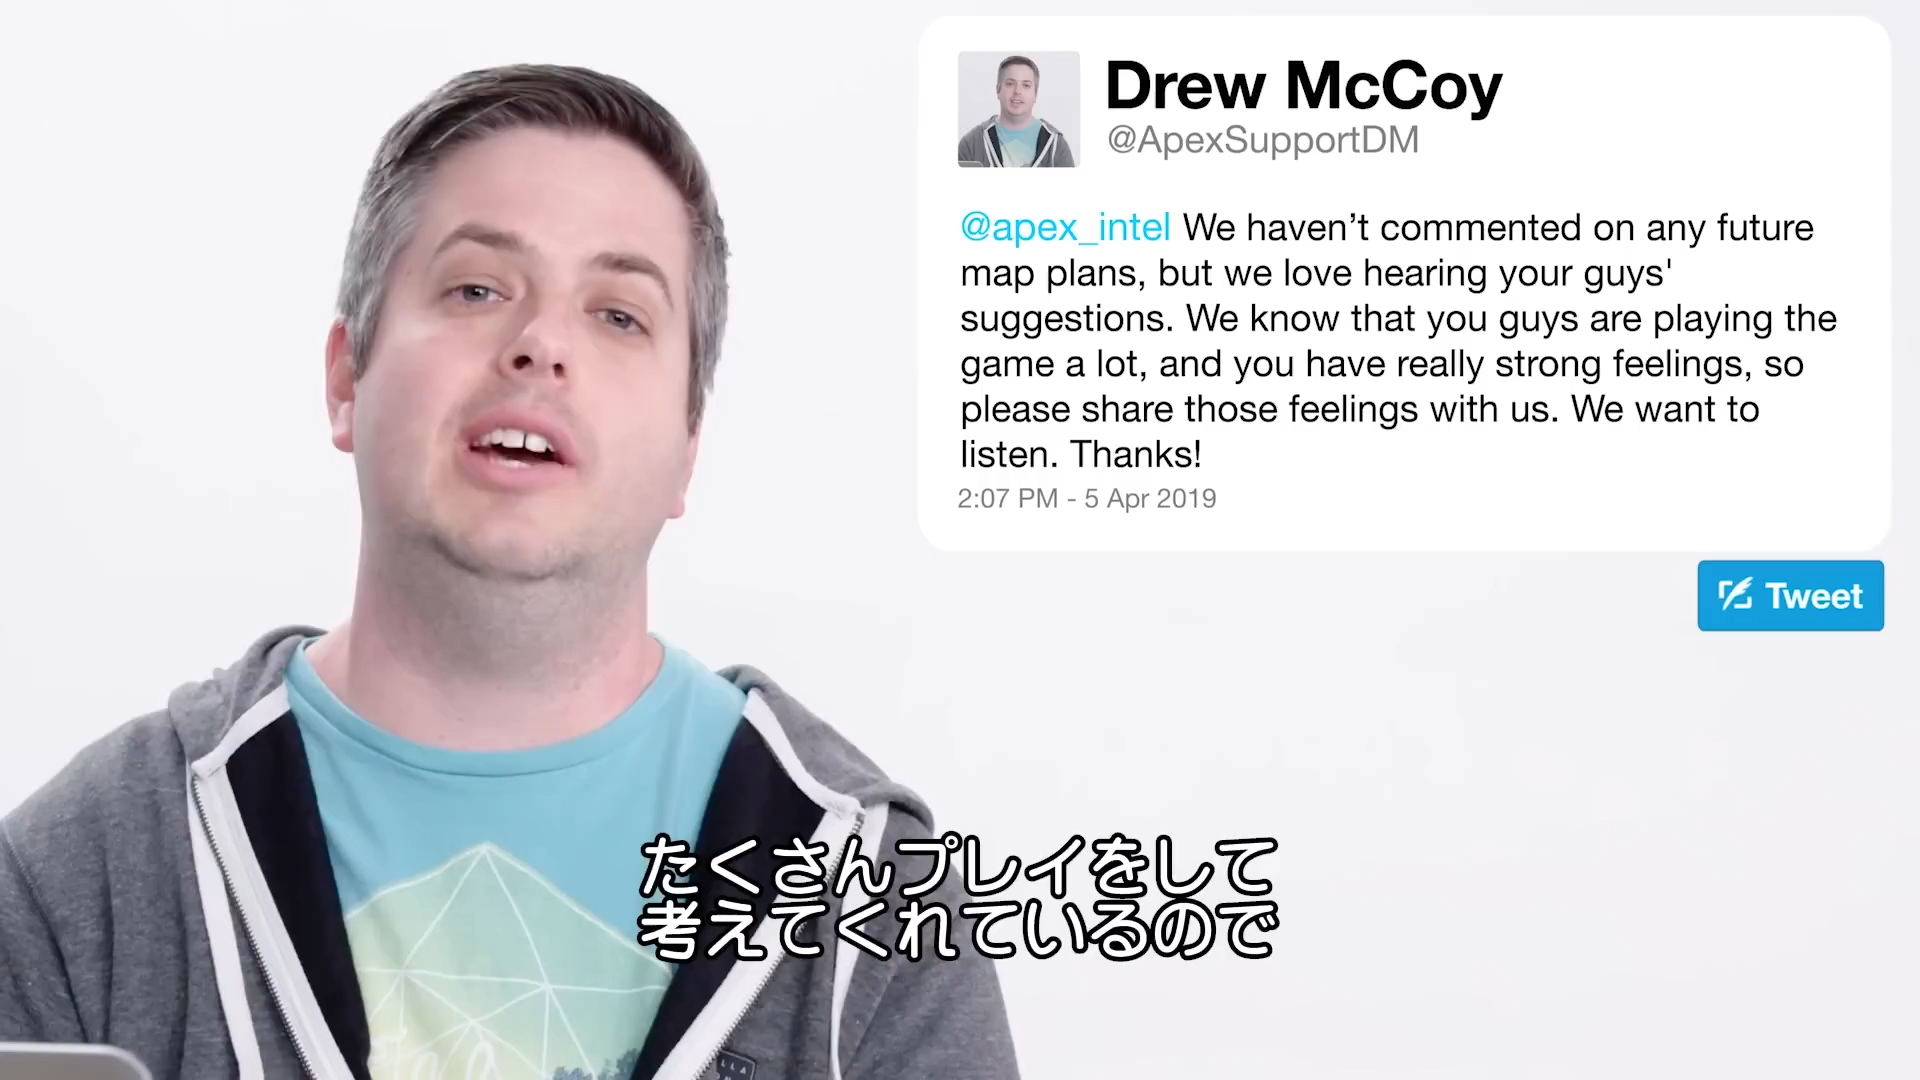 Drew McCoy
@ApexSupportDM
@apex_intel We haven’t commented on any future
map plans, but we love hearing your guys'
suggestions. We know that you guys are playing the
game a lot, and you have really strong feelings, so
please share those feelings with us. We want to
listen. Thanks!
2:07 PM - 5 Apr 2019
Tweet
たくさんプレイをして
考えてくれているので